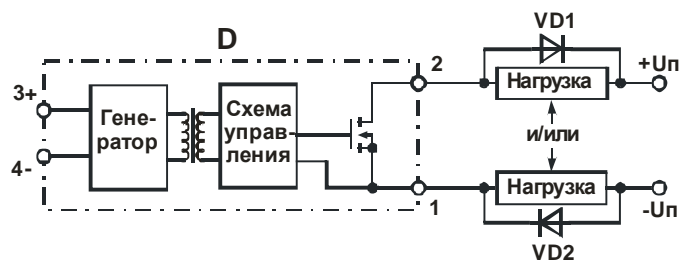 D
VD1
2
+Uп
3+
Гене-
ратор
Схема
управ-
ления
Нагрузка
и/или
4-
Нагрузка
1
-Uп
VD2